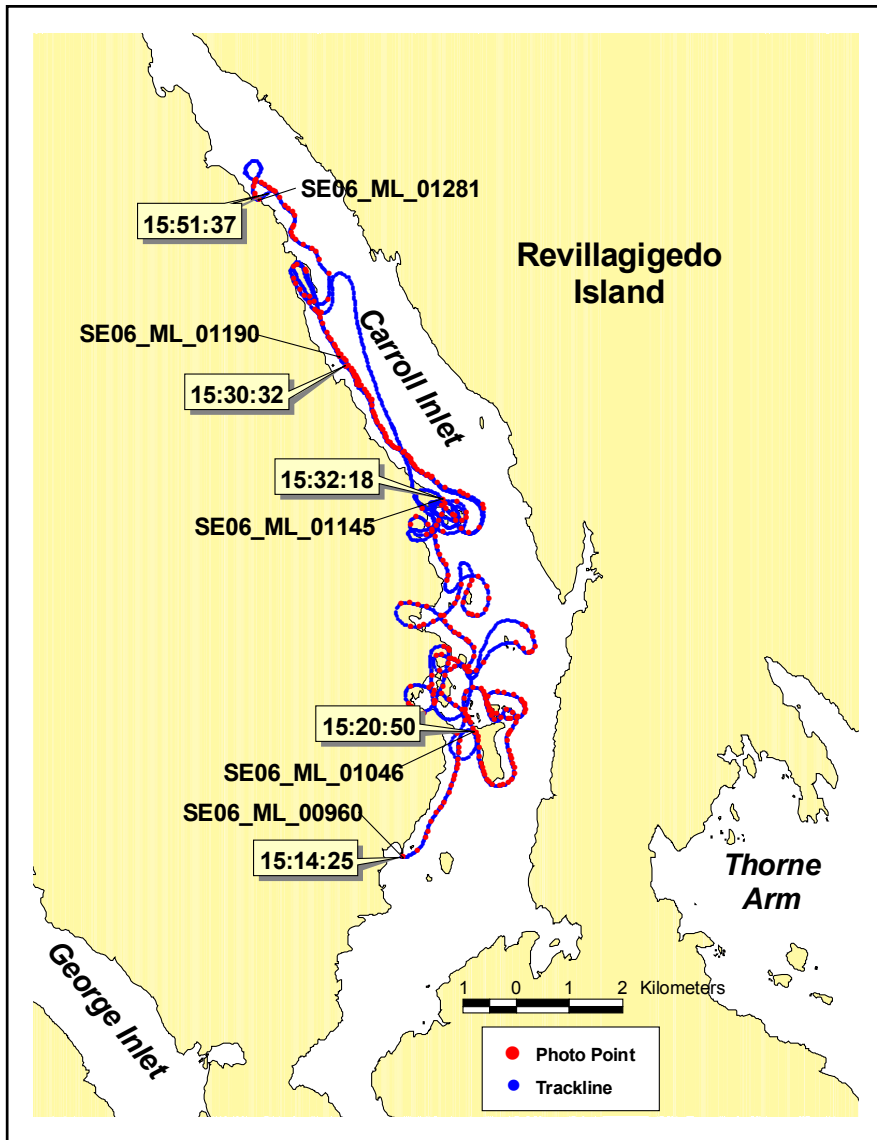 SE06_ML_01281
15:51:37
Revillagigedo
Island
SE06_ML_01190
Carroll Inlet
15:30:32
15:32:18
SE06_ML_01145
15:20:50
SE06_ML_01046
SE06_ML_00960
15:14:25
Thorne
Arm
George Inlet
1 0 1 2 Kilometers
Photo Point
Trackline